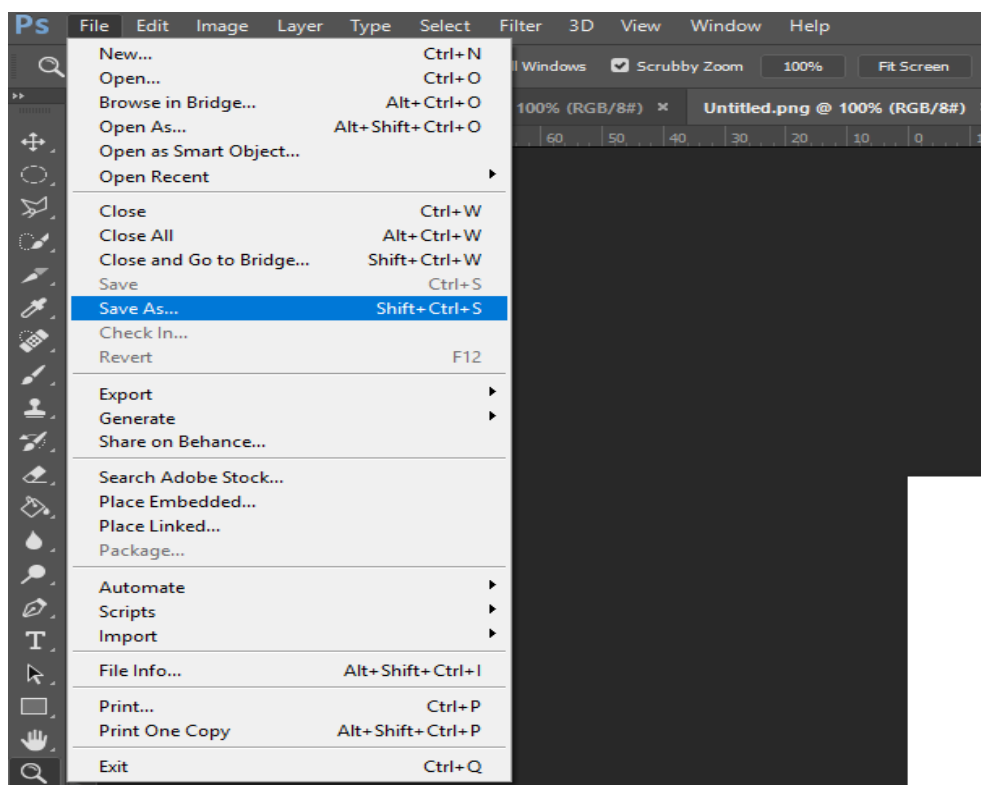 Ps File Edit Image Layer Type Select Filter 3D View Window Help
ll Windows Scrubby Zoom 100% Fit Screen
100% (RGB/8#) × Untitled.png @ 100% (RGB/8#)
60 50 40 30 20 10 0 1
New... Ctrl+N
Open... Ctrl+O
Browse in Bridge... Alt+Ctrl+O
Open As... Alt+Shift+Ctrl+O
Open as Smart Object...
Open Recent
Close Ctrl+W
Close All Alt+Ctrl+W
Close and Go to Bridge... Shift+Ctrl+W
Save Ctrl+S
Save As... Shift+Ctrl+S
Check In...
Revert F12
Export
Generate
Share on Behance...
Search Adobe Stock...
Place Embedded...
Place Linked...
Package...
Automate
Scripts
Import
File Info... Alt+Shift+Ctrl+I
Print... Ctrl+P
Print One Copy Alt+Shift+Ctrl+P
Exit Ctrl+Q